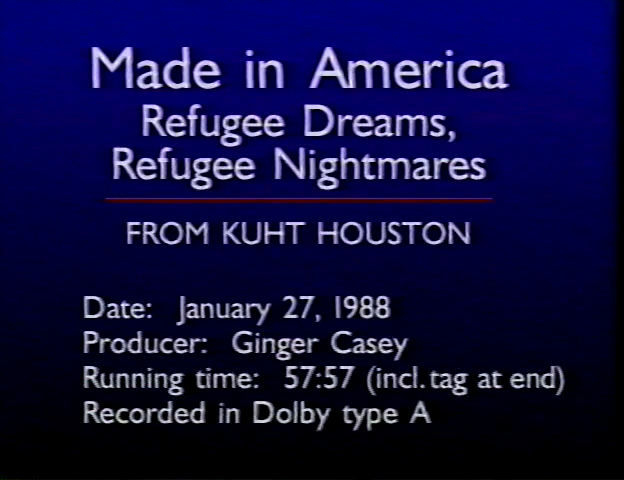 Made in America
Refugee Dreams,
Refugee Nightmares
FROM KUHT HOUSTON
Date: January 27, 1988
Producer: Ginger Casey
Running time: 57:57 (incl. tag at end)
Recorded in Dolby type A